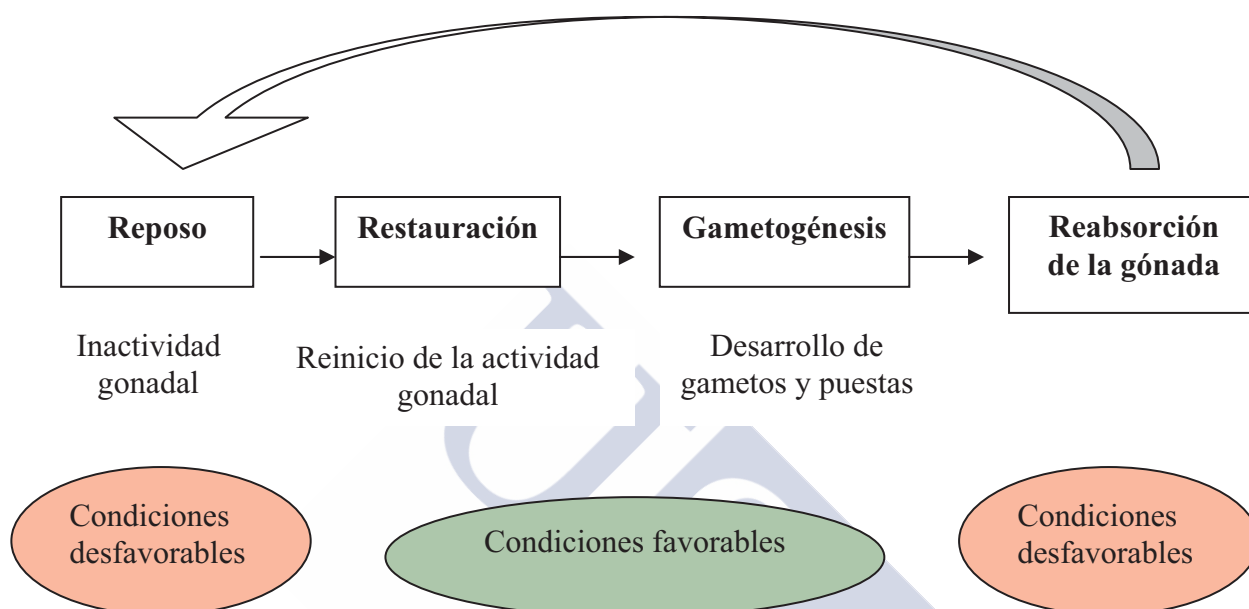 Reposo
Restauración
Gametogénesis
Reabsorción
de la gónada
Inactividad
gonadal
Reinicio de la actividad
gonadal
Desarrollo de
gametos y puestas
Condiciones
desfavorables
Condiciones favorables
Condiciones
desfavorables